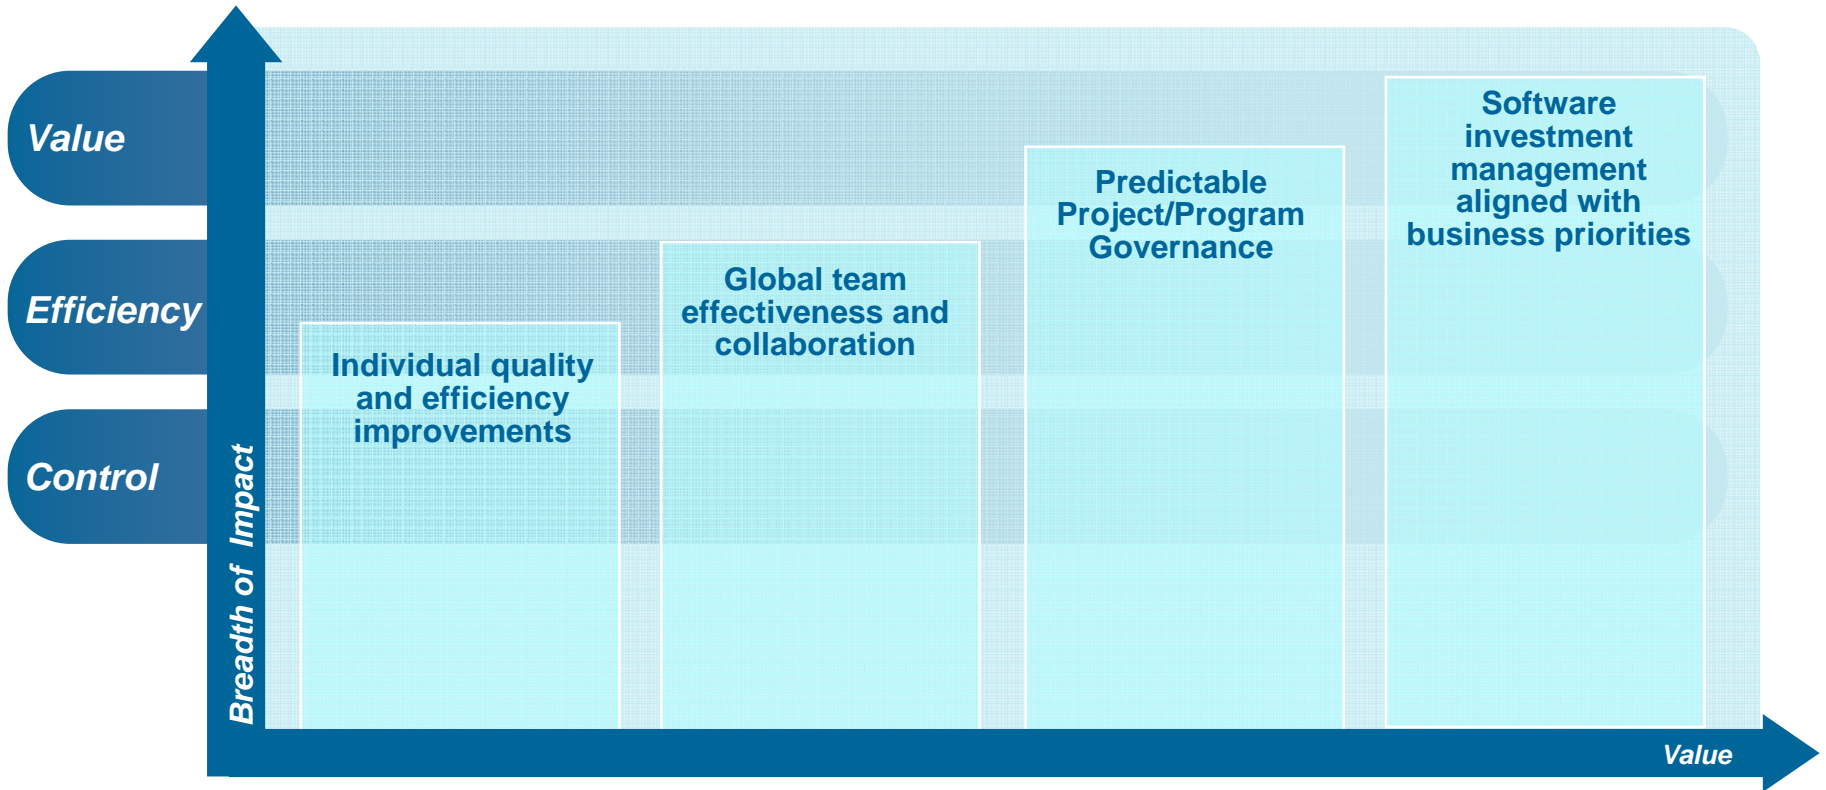 Value
Efficiency
Control
Breadth of Impact
Individual quality
and efficiency
improvements
Global team
effectiveness and
collaboration
Predictable
Project/Program
Governance
Software
investment
management
aligned with
business priorities
Value